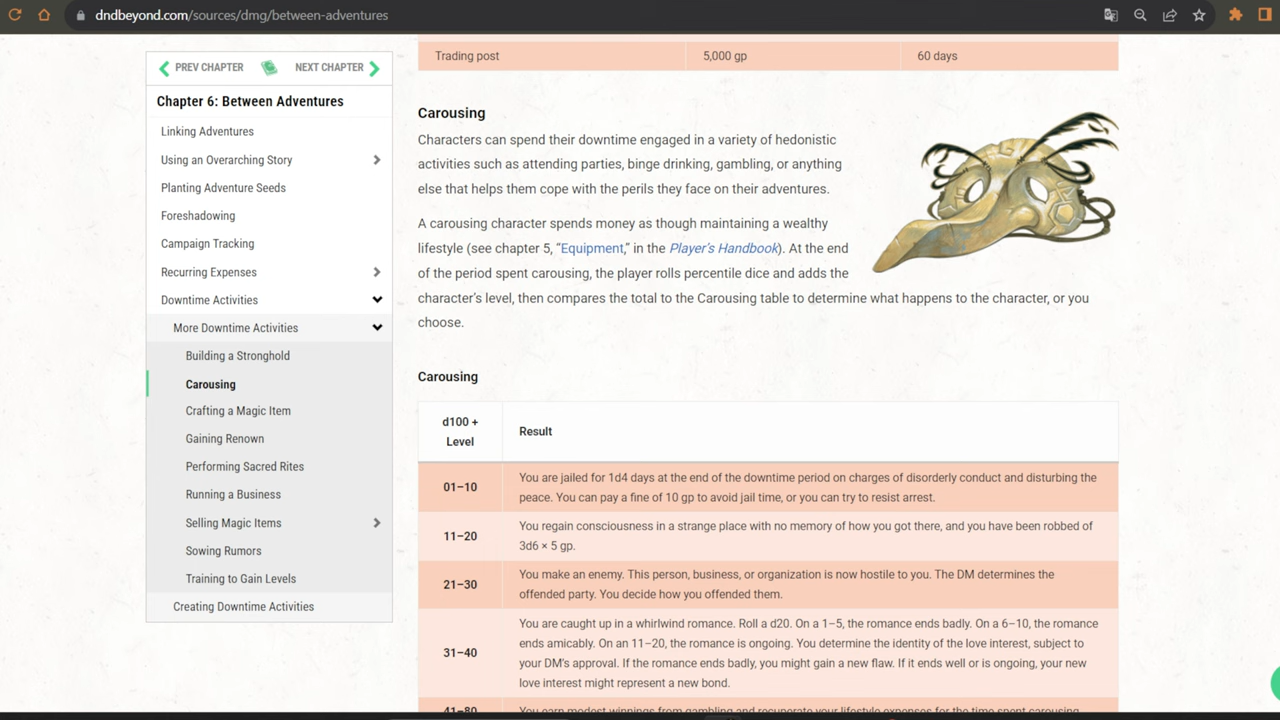 dndbeyond.com/sources/dmg/between-adventures
PREV CHAPTER
NEXT CHAPTER
Chapter 6: Between Adventures
Linking Adventures
Using an Overarching Story
Planting Adventure Seeds
Foreshadowing
Campaign Tracking
Recurring Expenses
Downtime Activities
More Downtime Activities
Building a Stronghold
Carousing
Crafting a Magic Item
Gaining Renown
Performing Sacred Rites
Running a Business
Selling Magic Items
Sowing Rumors
Training to Gain Levels
Creating Downtime Activities
Trading post 5,000 gp 60 days
Carousing
Characters can spend their downtime engaged in a variety of hedonistic
activities such as attending parties, binge drinking, gambling, or anything
else that helps them cope with the perils they face on their adventures.
A carousing character spends money as though maintaining a wealthy
lifestyle (see chapter 5, “Equipment,” in the Player’s Handbook). At the end
of the period spent carousing, the player rolls percentile dice and adds the
character’s level, then compares the total to the Carousing table to determine what happens to the character, or you
choose.
Carousing
d100 +
Level
Result
01–10
You are jailed for 1d4 days at the end of the downtime period on charges of disorderly conduct and disturbing the
peace. You can pay a fine of 10 gp to avoid jail time, or you can try to resist arrest.
11–20
You regain consciousness in a strange place with no memory of how you got there, and you have been robbed of
3d6 × 5 gp.
21–30
You make an enemy. This person, business, or organization is now hostile to you. The DM determines the
offended party. You decide how you offended them.
31–40
You are caught up in a whirlwind romance. Roll a d20. On a 1–5, the romance ends badly. On a 6–10, the romance
ends amicably. On an 11–20, the romance is ongoing. You determine the identity of the love interest, subject to
your DM’s approval. If the romance ends badly, you might gain a new flaw. If it ends well or is ongoing, your new
love interest might represent a new bond.
41–80
You earn modest winnings from gambling and recuperate your lifestyle expenses for the time spent carousing.